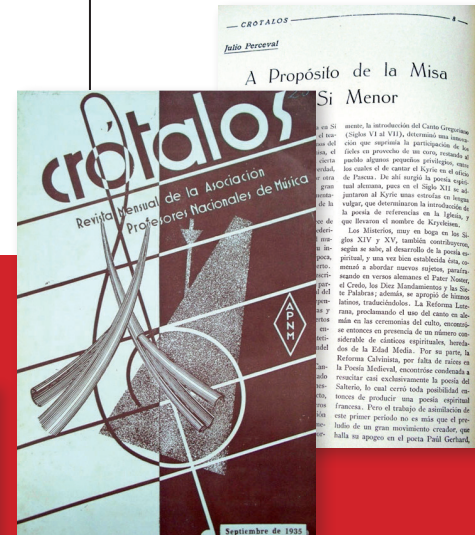 crótalos
Revista Mensual de la Asociación
Profesores Nacionales de Música
APNM
Septiembre de 1935
CRÓTALOS 8
Julio Perceval
A Propósito de la Misa
Si Menor
mente, la introducción del Canto Gregoriano
(Siglos VI al VII), determinó una innova-
ción que suprimía la participación de los
fieles en provecho de un coro, restando al
pueblo algunos pequeños privilegios, entre
los cuales el de cantar el Kyrie en el oficio
de Pascua. De ahí surgió la poesía espiri-
tual alemana, pues en el Siglo XII se ad-
juntaron al Kyrie unas estrofas en lengua
vulgar, que determinaron la introducción de
la poesía de referencias en la Iglesia, y
que llevaron el nombre de Kryeleisen.
Los Misterios, muy en boga en los Si-
glos XIV y XV, también contribuyeron,
según se sabe, al desarrollo de la poesía es-
piritual, y una vez bien establecida ésta, co-
menzó a abordar nuevos sujetos, parafra-
seando en versos alemanes el Pater Noster,
el Credo, los Diez Mandamientos y las Sie-
te Palabras; además, se apropió de himnos
latinos, traduciéndolos. La Reforma Lute-
rana, proclamando el uso del canto en ale-
mán en las ceremonias del culto, encontró-
se entonces en presencia de un número con-
siderable de cánticos espirituales, hereda-
dos de la Edad Media. Por su parte, la
Reforma Calvinista, por falta de raíces en
la Poesía Medieval, encontróse condenada a
resucitar casi exclusivamente la poesía del
Salterio, lo cual cerró toda posibilidad en-
tonces de producir una poesía espiritual
francesa. Pero el trabajo de asimilación de
este primer período no es más que el pre-
ludio de un gran movimiento creador, que
halla su apogeo en el poeta Paúl Gerhard,